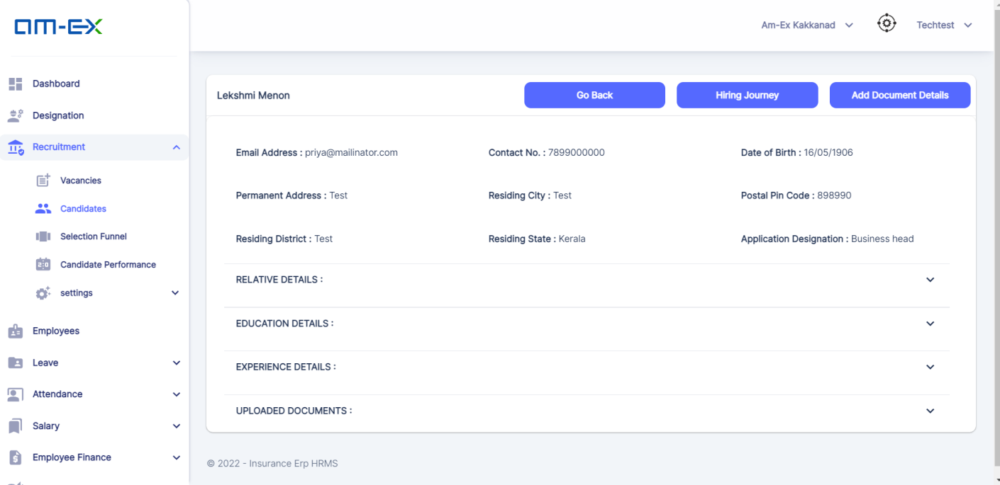 am-ex
Am-Ex Kakkanad
Techtest
Dashboard
Designation
Recruitment
Vacancies
Candidates
Selection Funnel
2:0 Candidate Performance
settings
Employees
Leave
Attendance
Salary
$ Employee Finance
Lekshmi Menon
Go Back
Hiring Journey
Add Document Details
Email Address : priya@mailinator.com
Contact No. : 7899000000
Date of Birth : 16/05/1906
Permanent Address : Test
Residing City : Test
Postal Pin Code : 898990
Residing District : Test
Residing State : Kerala
Application Designation : Business head
RELATIVE DETAILS :
EDUCATION DETAILS :
EXPERIENCE DETAILS :
UPLOADED DOCUMENTS :
© 2022 - Insurance Erp HRMS